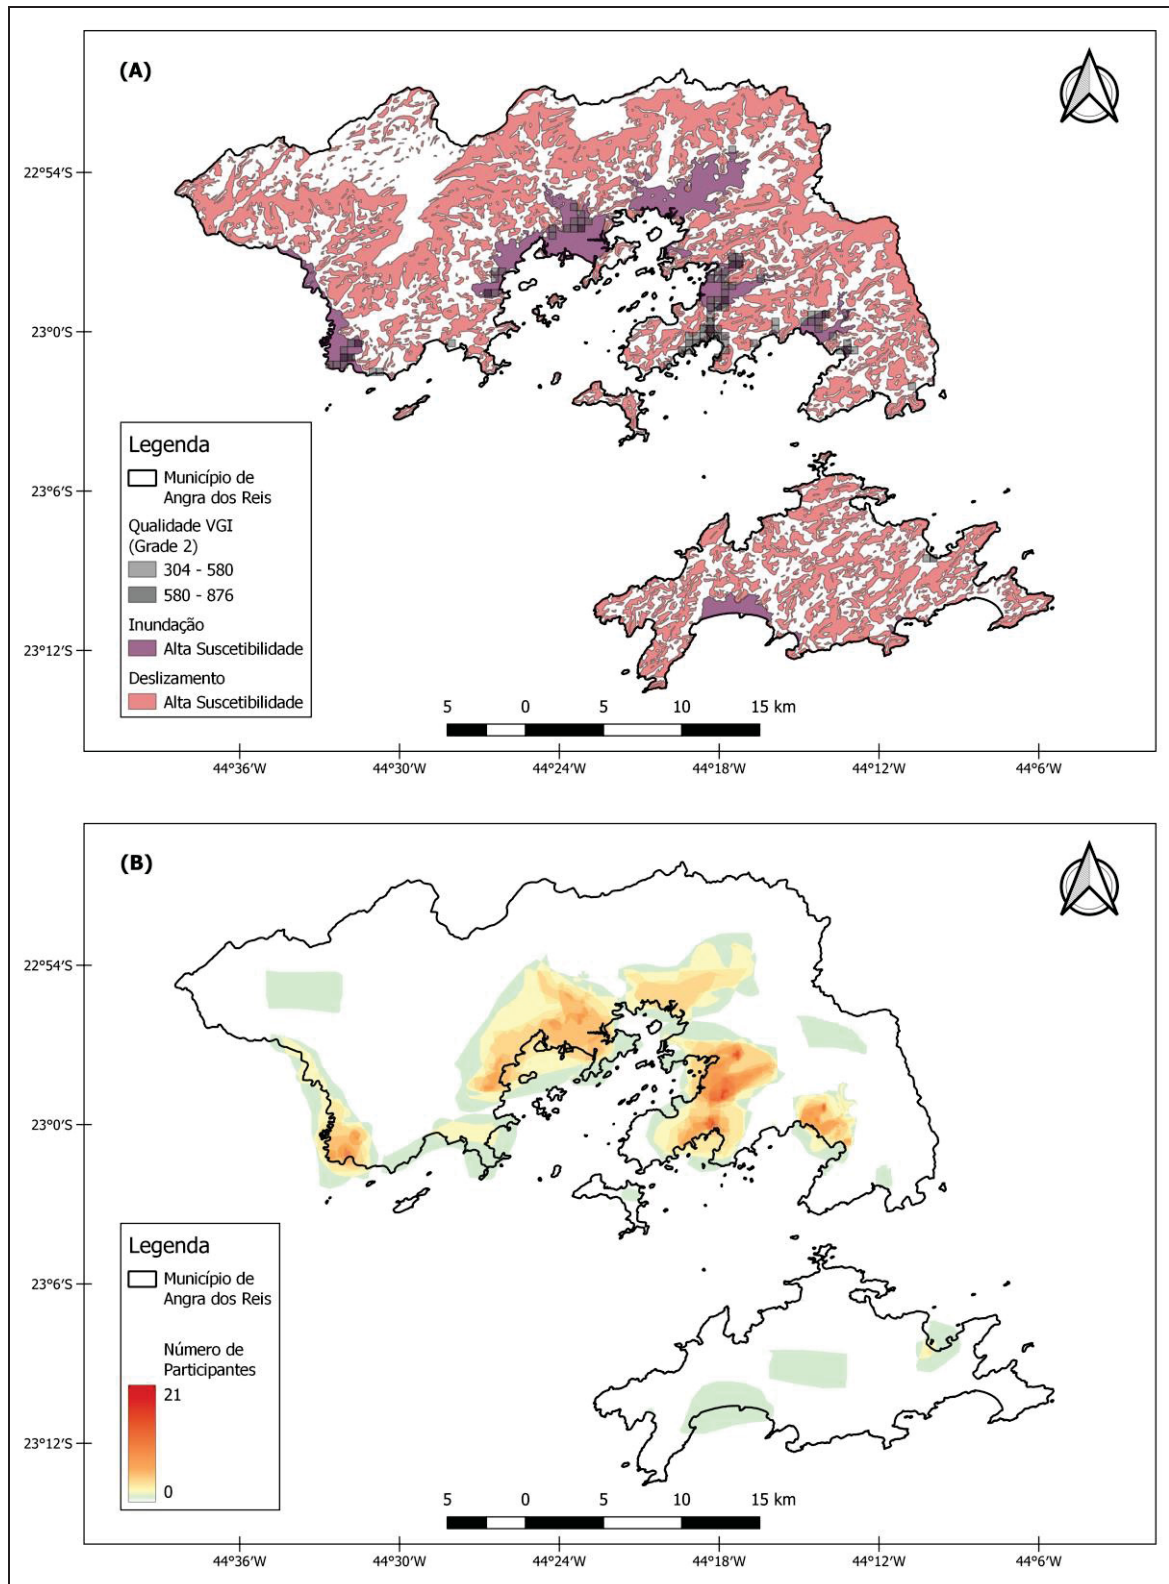 (A)
22°54'S
23°0'S
23°6'S
23°12'S
Legenda
Município de
Angra dos Reis
Qualidade VGI
(Grade 2)
304 - 580
580 - 876
Inundação
Alta Suscetibilidade
Deslizamento
Alta Suscetibilidade
5 0 5 10 15 km
44°36'W 44°30'W 44°24'W 44°18'W 44°12'W 44°6'W
(B)
22°54'S
23°0'S
23°6'S
23°12'S
Legenda
Município de
Angra dos Reis
Número de
Participantes
21
0
5 0 5 10 15 km
44°36'W 44°30'W 44°24'W 44°18'W 44°12'W 44°6'W